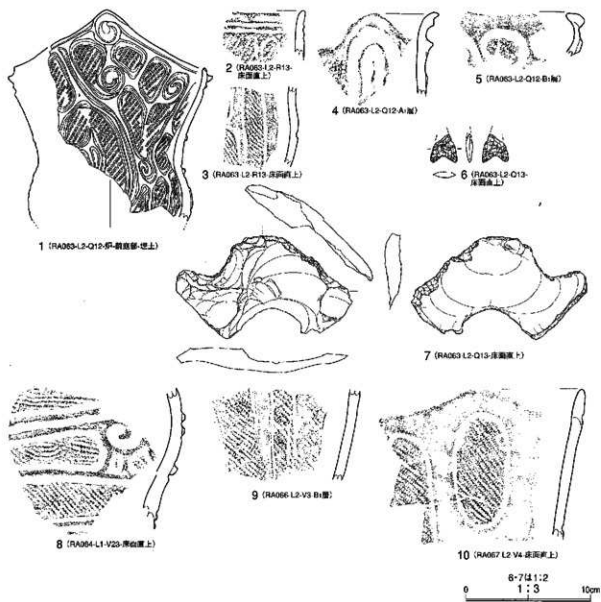 1 (RA063-L2-Q12-炉-前庭部-埋土)
2 (RA063-L2-R13-
床面直上)
3 (RA063-L2-R13-床面直上)
4 (RA063-L2-Q12-A1層)
5 (RA063-L2-Q12-B1層)
6 (RA063-L2-Q13-
床面直上)
7 (RA063-L2-Q13-床面直上)
8 (RA064-L1-V23-床面直上)
9 (RA066-L2-V3-B1層)
10 (RA067-L2-V4-床面直上)
6・7は1:2
1:3
0 10cm